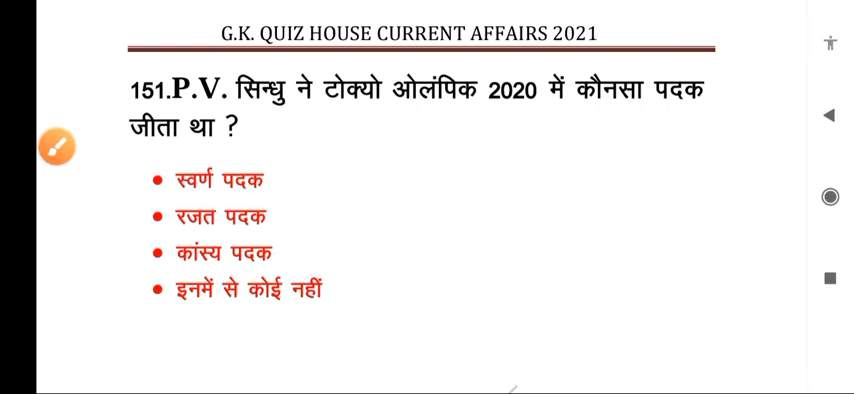 G.K. QUIZ HOUSE CURRENT AFFAIRS 2021
151.P.V. सिन्धु ने टोक्यो ओलंपिक 2020 में कौनसा पदक
जीता था ?
• स्वर्ण पदक
• रजत पदक
• कांस्य पदक
• इनमें से कोई नहीं